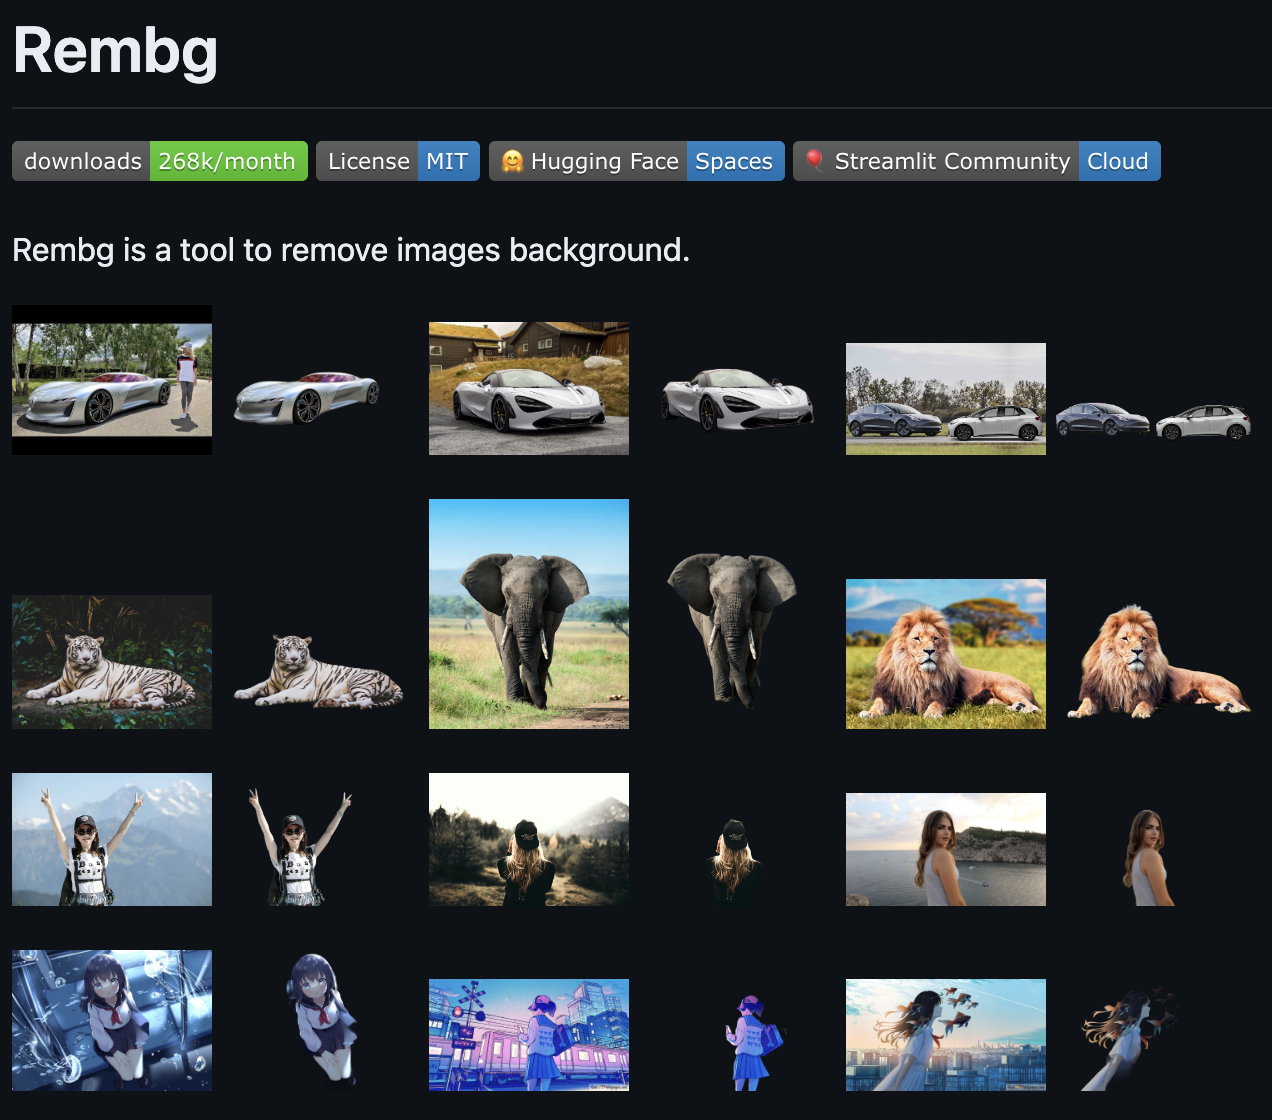 Rembg
downloads 268k/month License MIT 🤗 Hugging Face Spaces 🎈 Streamlit Community Cloud
Rembg is a tool to remove images background.